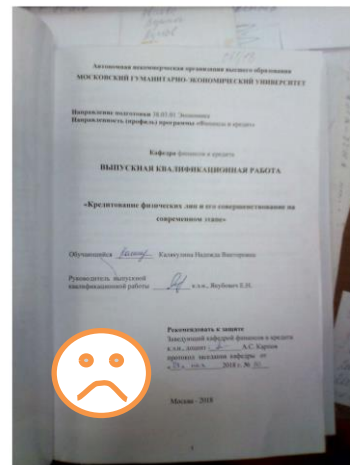 Автономная некоммерческая организация высшего образования
МОСКОВСКИЙ ГУМАНИТАРНО-ЭКОНОМИЧЕСКИЙ УНИВЕРСИТЕТ
Направление подготовки 38.03.01 Экономика
Направленность (профиль) программы «Финансы и кредит»
Кафедра финансов и кредита
ВЫПУСКНАЯ КВАЛИФИКАЦИОННАЯ РАБОТА
«Кредитование физических лиц и его совершенствование на
современном этапе»
Обучающийся Надежда Викторовна
Руководитель выпускной
квалификационной работы к.э.н., Якубович Е.Н.
Рекомендовать к защите
Заведующий кафедрой финансов и кредита
к.э.н., доцент А.С. Карпов
протокол заседания кафедры от
2018 г. №
Москва - 2018